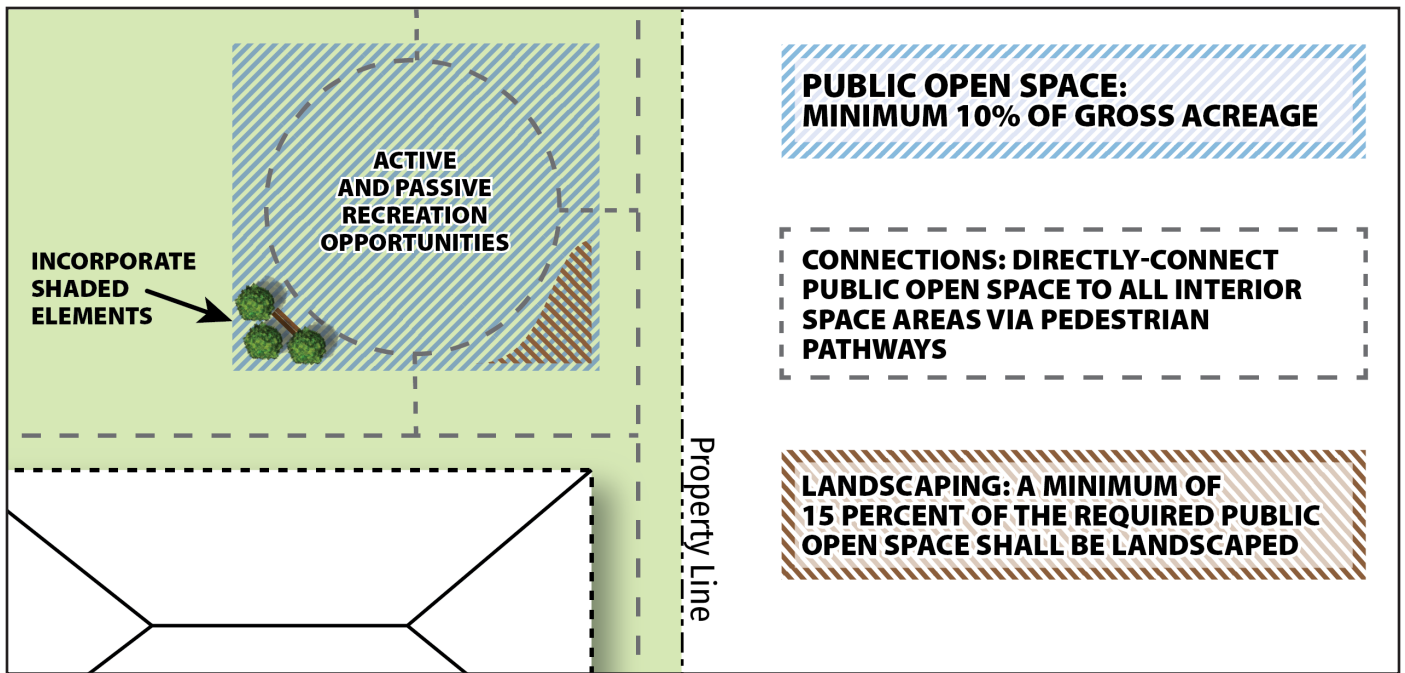 ACTIVE
AND PASSIVE
RECREATION
OPPORTUNITIES
INCORPORATE
SHADED
ELEMENTS
Property Line
PUBLIC OPEN SPACE:
MINIMUM 10% OF GROSS ACREAGE
CONNECTIONS: DIRECTLY-CONNECT
PUBLIC OPEN SPACE TO ALL INTERIOR
SPACE AREAS VIA PEDESTRIAN
PATHWAYS
LANDSCAPING: A MINIMUM OF
15 PERCENT OF THE REQUIRED PUBLIC
OPEN SPACE SHALL BE LANDSCAPED